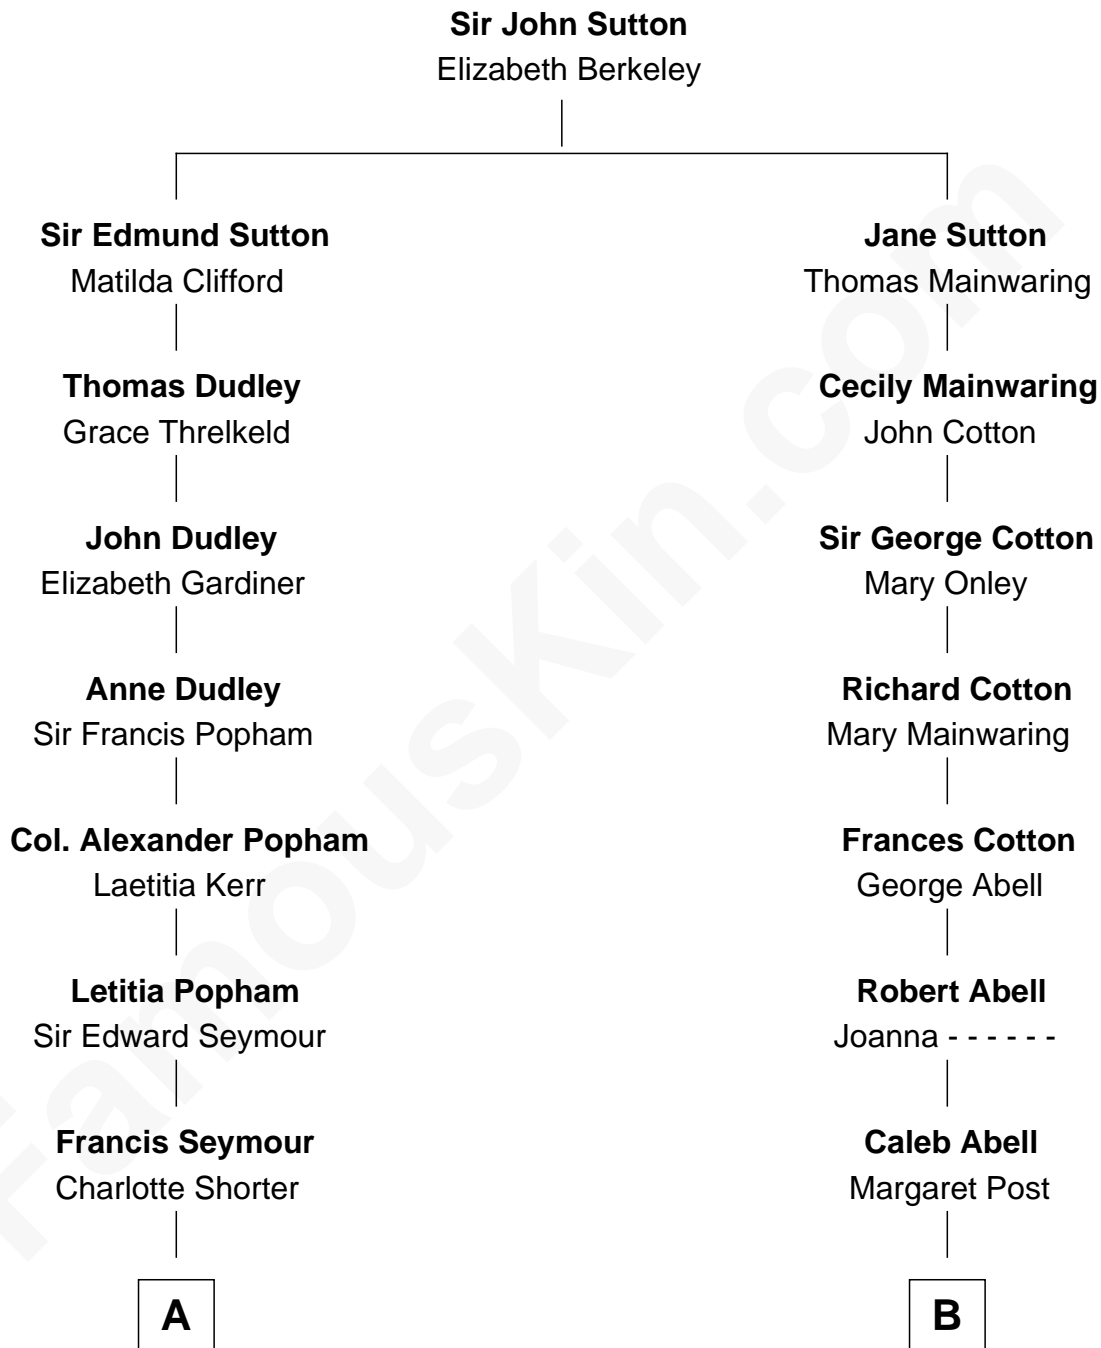 Sir John Sutton
Elizabeth Berkeley
Sir Edmund Sutton
Matilda Clifford
Jane Sutton
Thomas Mainwaring
Thomas Dudley
Grace Threlkeld
Cecily Mainwaring
John Cotton
John Dudley
Elizabeth Gardiner
Sir George Cotton
Mary Onley
Anne Dudley
Sir Francis Popham
Richard Cotton
Mary Mainwaring
Col. Alexander Popham
Laetitia Kerr
Frances Cotton
George Abell
Letitia Popham
Sir Edward Seymour
Robert Abell
Joanna - - - - - -
Francis Seymour
Charlotte Shorter
Caleb Abell
Margaret Post
A
B
FamousKin.com